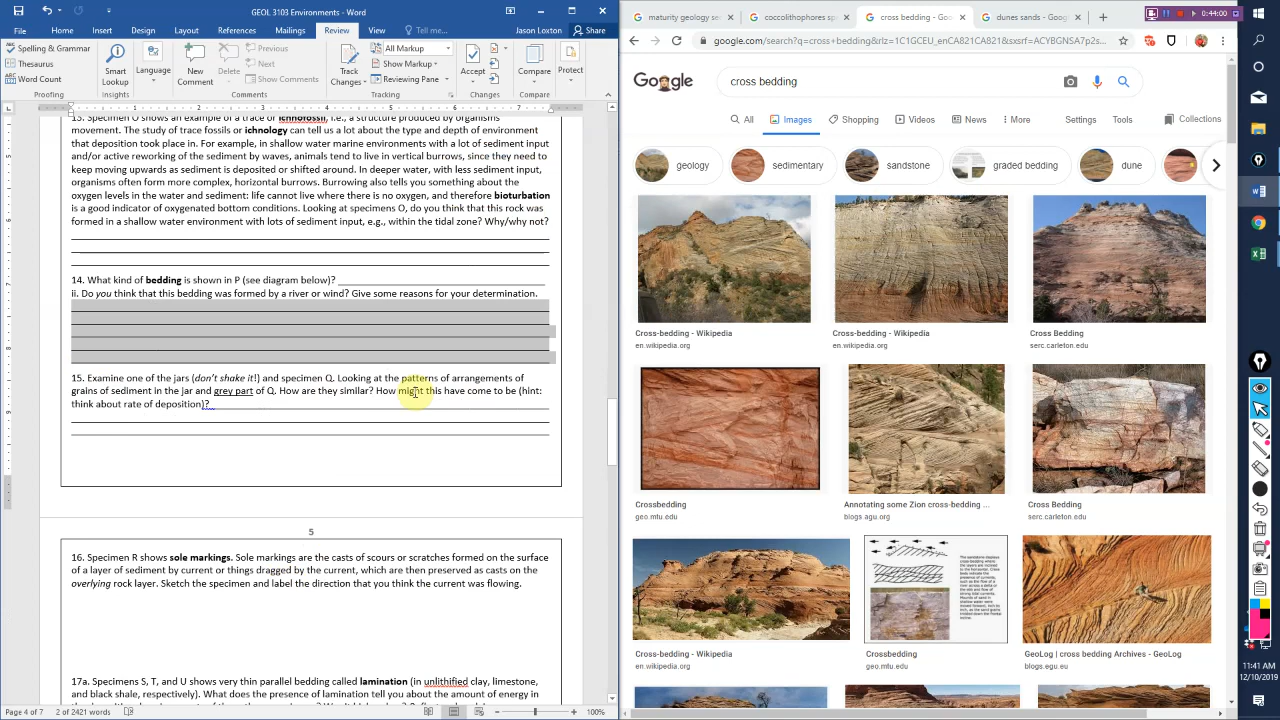 GEOL 3103 Environments - Word
File Home Insert Design Layout References Mailings Review View Tell me... Jason Loxton Share
Spelling & Grammar
Thesaurus
Word Count
Proofing
Smart Lookup
Insights
Language
New Comment
Delete
Previous
Next
Show Comments
Comments
Track Changes
All Markup
Show Markup
Reviewing Pane
Tracking
Accept
Changes
Compare
Compare
Protect
15. Specimen O shows an example of a trace or ichnofossil, i.e., a structure produced by organisms
movement. The study of trace fossils or ichnology can tell us a lot about the type and depth of environment
that deposition took place in. For example, in shallow water marine environments with a lot of sediment input
and/or active reworking of the sediment by waves, animals tend to live in vertical burrows, since they need to
keep moving upwards as sediment is deposited or shifted around. In deeper water, with less sediment input,
organisms often form more complex, horizontal burrows. Burrowing also tells you something about the
oxygen levels in the water and sediment: life cannot live where there is no oxygen, and therefore bioturbation
is a good indicator of oxygenated bottom conditions. Looking at specimens O, do you think that this rock was
formed in a shallow water environment with lots of sediment input, e.g., within the tidal zone? Why/why not?
14. What kind of bedding is shown in P (see diagram below)?
ii. Do you think that this bedding was formed by a river or wind? Give some reasons for your determination.
15. Examine one of the jars (don't shake it!) and specimen Q. Looking at the patterns of arrangements of
grains of sediment in the jar and grey part of Q. How are they similar? How might this have come to be (hint:
think about rate of deposition)?
5
16. Specimen R shows sole markings. Sole markings are the casts of scours or scratches formed on the surface
of a layer of sediment by current or things dragged by the current, which are then preserved as casts on the
overlying rock layer. Sketch the specimen and label the direction that you think the current was flowing.
17a. Specimens S, T, and U shows very thin parallel bedding called lamination (in unlithified clay, limestone,
and black shale, respectively). What does the presence of lamination tell you about the amount of energy in
Page 4 of 7 2 of 2421 words 100%
maturity geology se
coccolithophores sp
cross bedding - Goo
dunes sands - Goog
00:44:00
google.com/search?q=cross+bedding&rlz=1C1GCEU_enCA821CA821&sxsrf=ACYBGNSA7p2s...
Google
cross bedding
All Images Shopping Videos News More Settings Tools Collections
geology sedimentary sandstone graded bedding dune
Cross-bedding - Wikipedia
en.wikipedia.org
Cross-bedding - Wikipedia
en.wikipedia.org
Cross Bedding
serc.carleton.edu
Crossbedding
geo.mtu.edu
Annotating some Zion cross-bedding ...
blogs.agu.org
Cross Bedding
serc.carleton.edu
Cross-bedding - Wikipedia
en.wikipedia.org
Crossbedding
geo.mtu.edu
GeoLog | cross bedding Archives - GeoLog
blogs.egu.eu
11:41 AM
12/10/2019